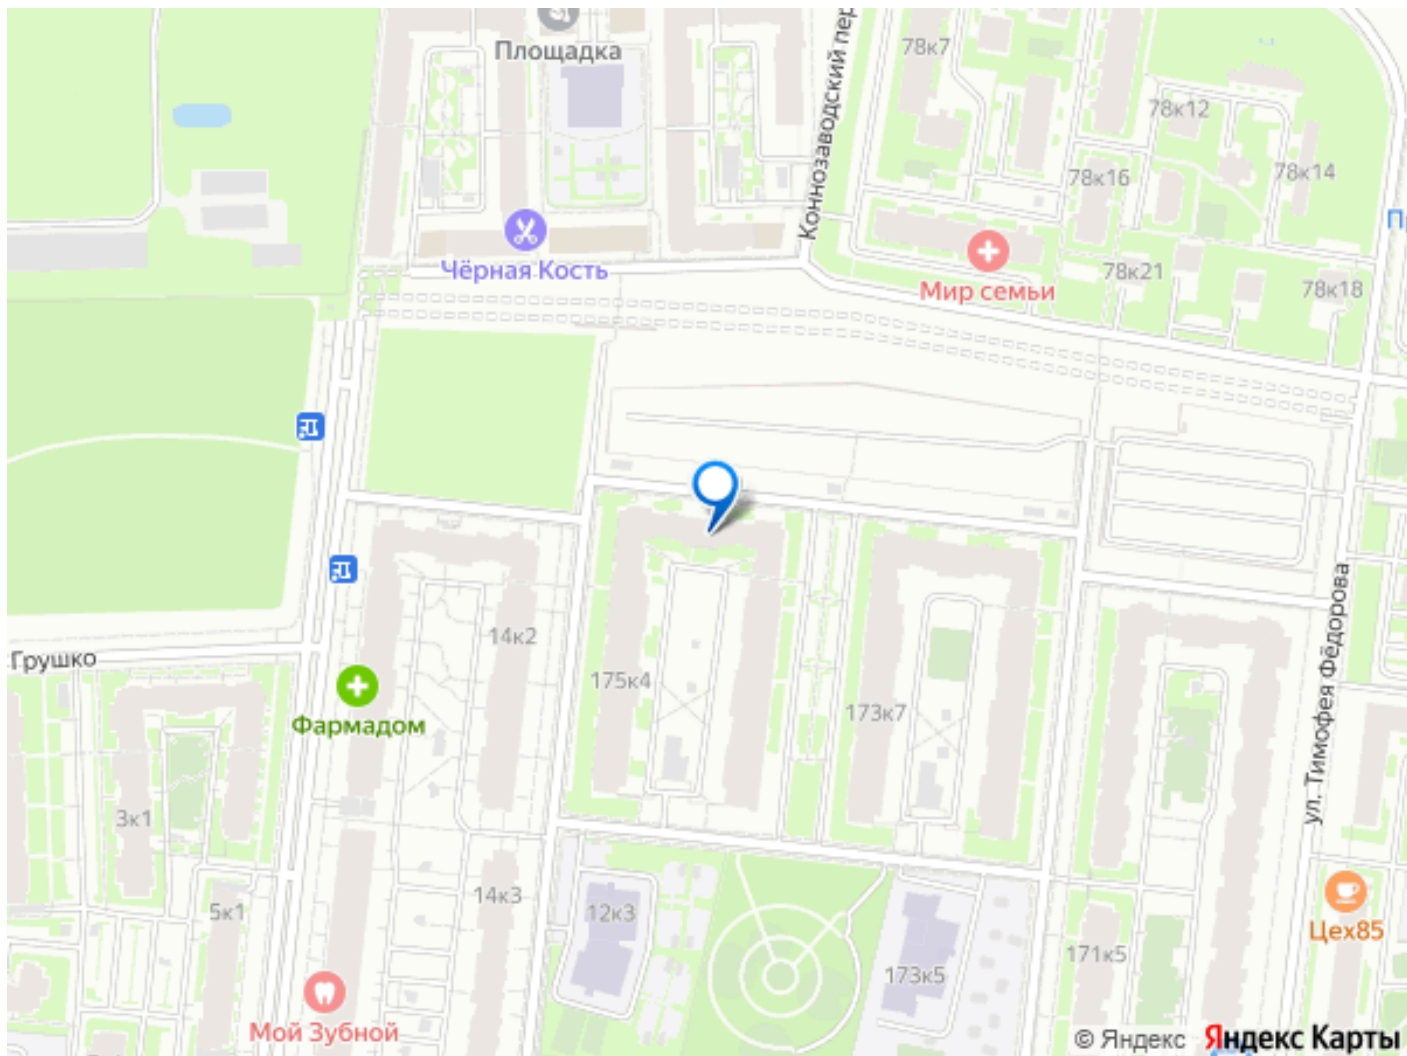 Площадка
78к7
Коннозаводский пер
78к12
78к16
78к14
Чёрная Кость
Мир семьи
78к21
78к18
14к2
Грушко
175к4
173к7
Фармадом
ул. Тимофея Фёдорова
3к1
5к1
14к3
12к3
173к5
171к5
Цех85
Мой Зубной
© Яндекс Яндекс Карты